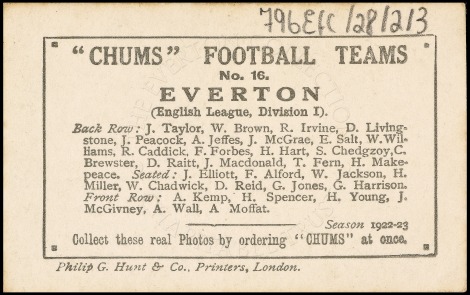 796EFC/28/2/3
"CHUMS" FOOTBALL TEAMS
No. 16.
EVERTON
(English League, Division I).
Back Row: J. Taylor, W. Brown, R. Irvine, D. Living-
stone, J. Peacock, A. Jeffes, J. McGrae, E. Salt, W. Wil-
liams, R. Caddick, F. Forbes, H. Hart, S. Chedgzoy, C.
Brewster, D. Raitt, J. Macdonald, T. Fern, H. Make-
peace. Seated: J. Elliott, F. Alford, W. Jackson, H.
Miller, W. Chadwick, D. Reid, G. Jones, G. Harrison.
Front Row: A. Kemp, H. Spencer, H. Young, J.
McGivney, A. Wall, A Moffat.
Season 1922-23
Collect these real Photos by ordering "CHUMS" at once.
Philip G. Hunt & Co., Printers, London.